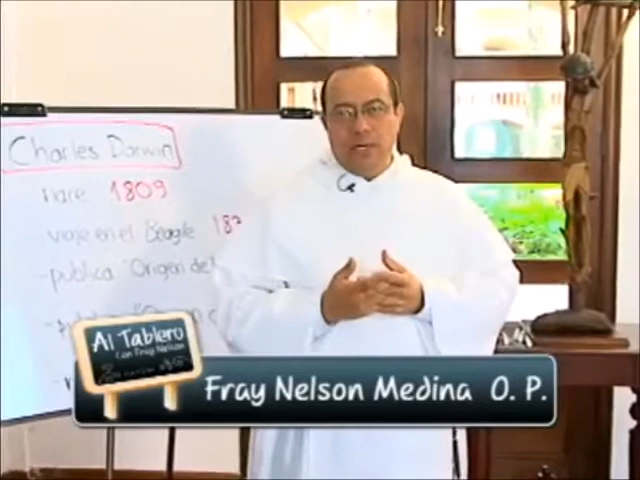 Charles Darwin
nace 1809
viaje en el Beagle 18
publica "Origen de
Al Tablero
Con Fray Nelson
Fray Nelson Medina O. P.